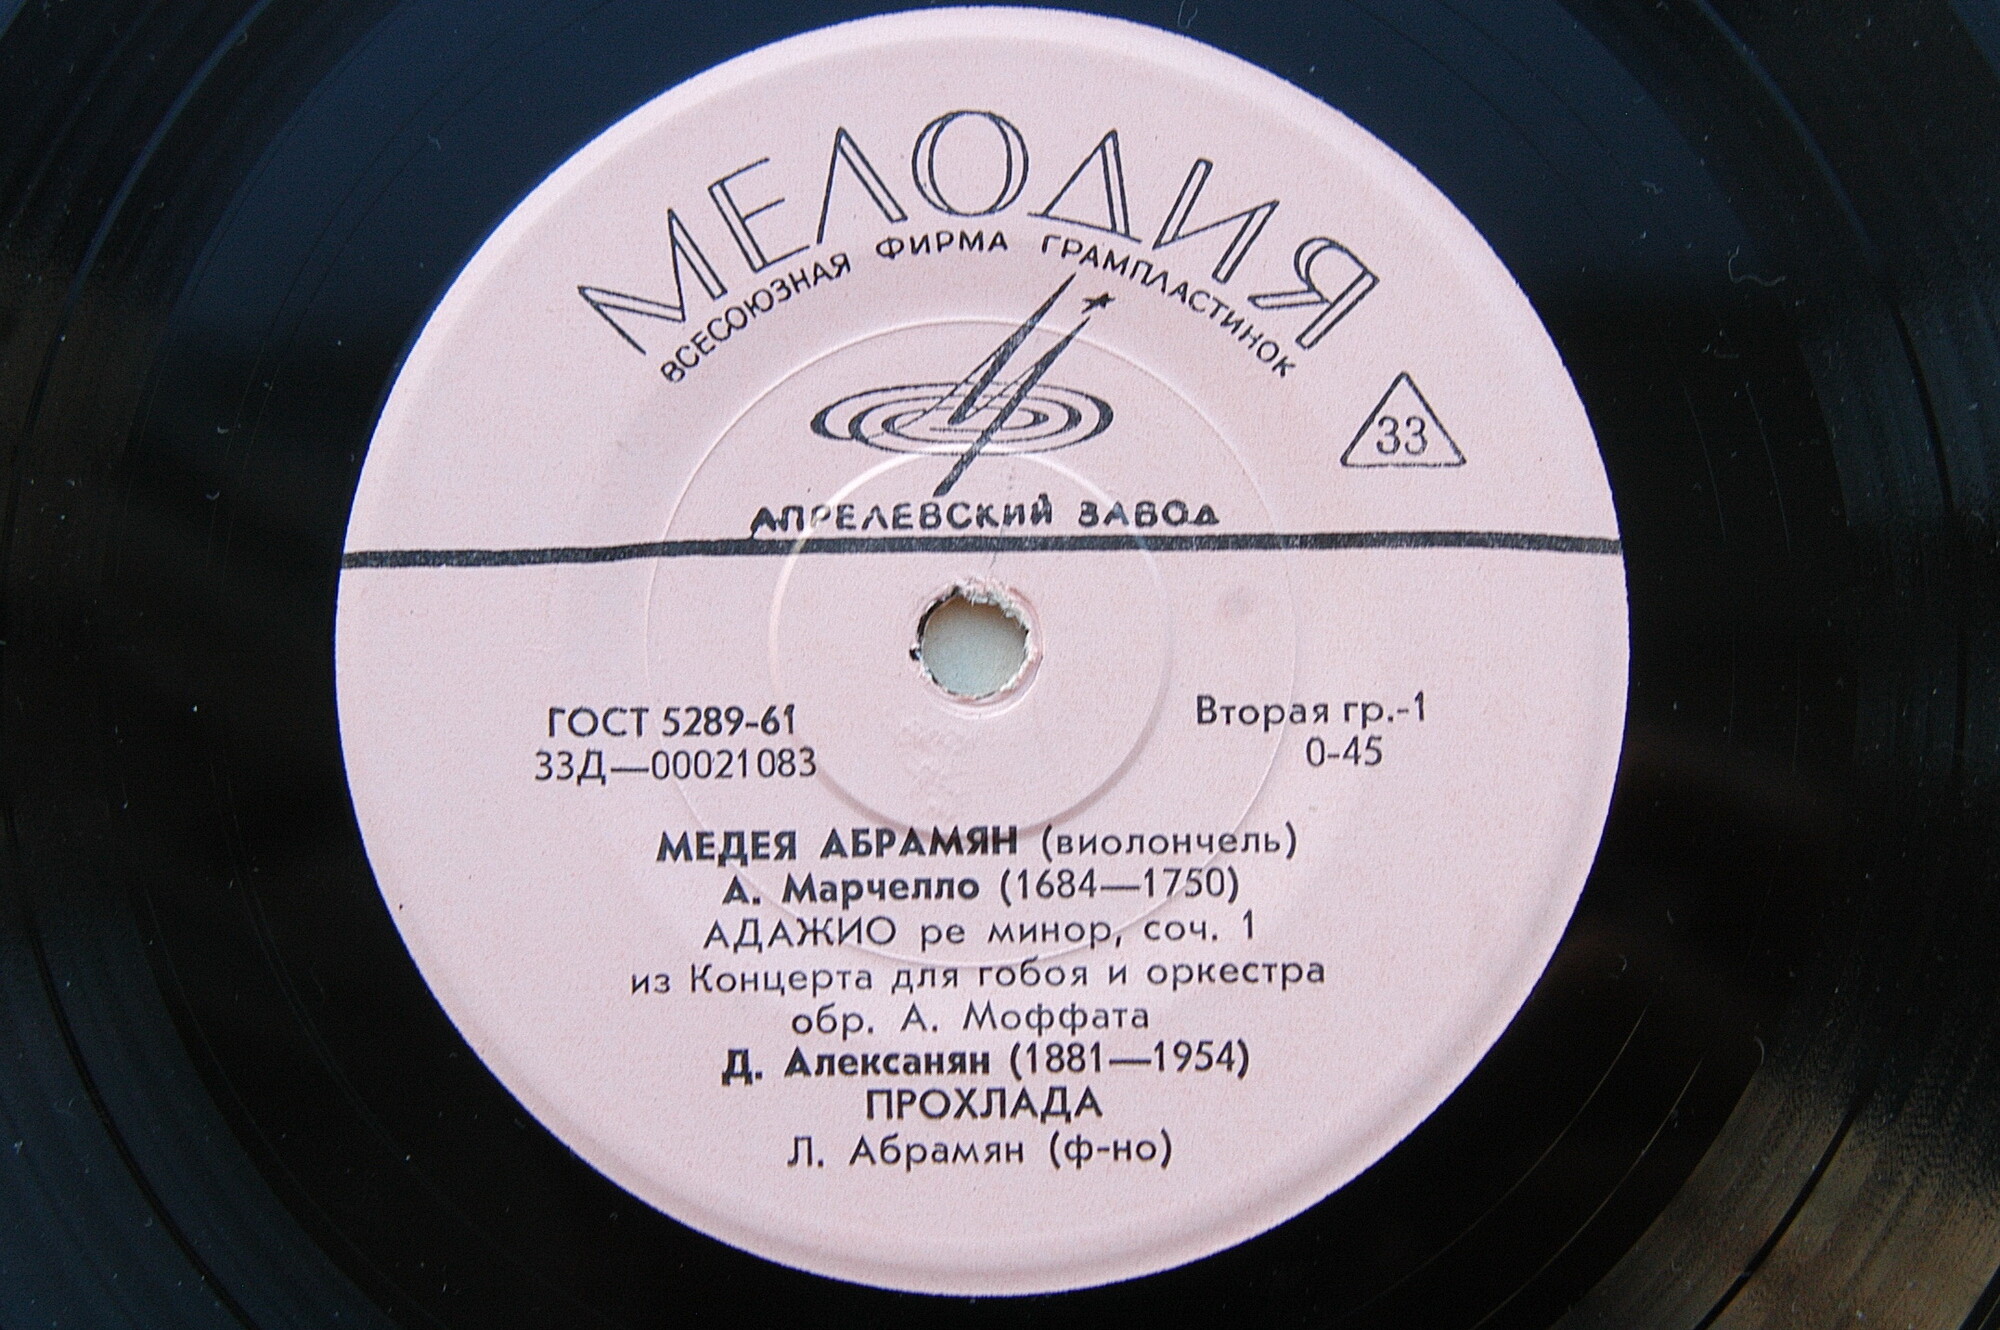 МЕЛОДИЯ
ВСЕСОЮЗНАЯ ФИРМА ГРАМПЛАСТИНОК
33
АПРЕЛЕВСКИЙ ЗАВОД
ГОСТ 5289-61
33Д—00021083
Вторая гр.-1
0-45
МЕДЕЯ АБРАМЯН (виолончель)
А. Марчелло (1684—1750)
АДАЖИО ре минор, соч. 1
из Концерта для гобоя и оркестра
обр. А. Моффата
Д. Алексанян (1881—1954)
ПРОХЛАДА
Л. Абрамян (ф-но)